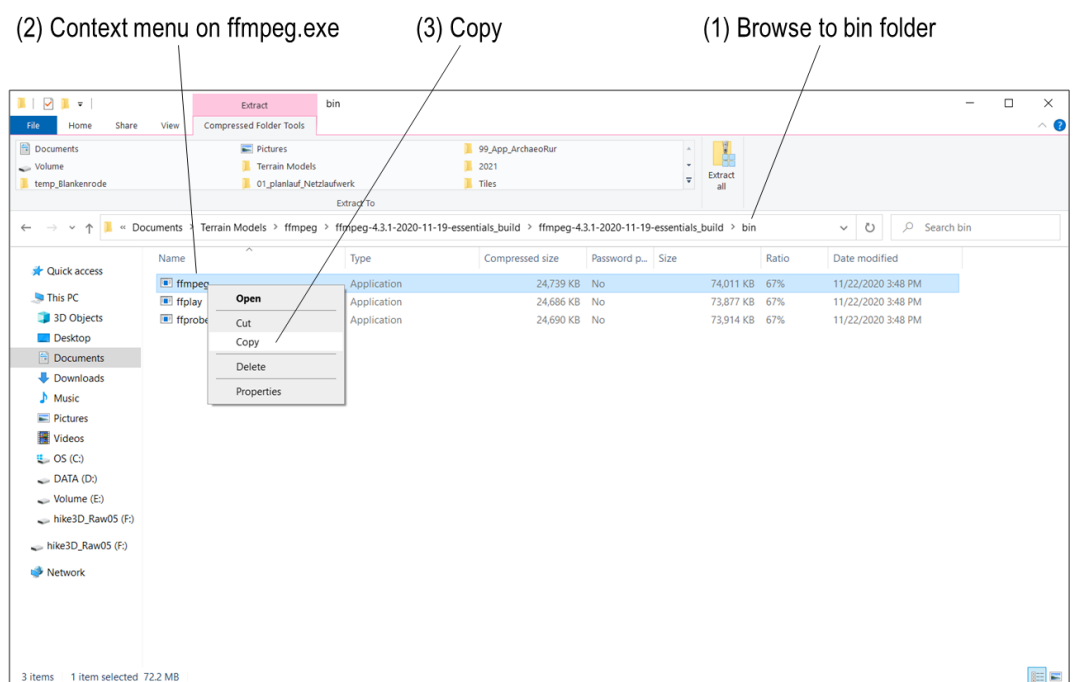 (2) Context menu on ffmpeg.exe (3) Copy (1) Browse to bin folder
Extract bin
File Home Share View Compressed Folder Tools
Documents Pictures 99_App_ArchaeoRur
Volume Terrain Models 2021
temp_Blankenrode 01_planlauf_Netzlaufwerk Tiles
Extract all
Extract To
« Documents > Terrain Models > ffmpeg > ffmpeg-4.3.1-2020-11-19-essentials_build > ffmpeg-4.3.1-2020-11-19-essentials_build > bin Search bin
Name Type Compressed size Password p... Size Ratio Date modified
ffmpeg Application 24,739 KB No 74,011 KB 67% 11/22/2020 3:48 PM
ffplay Application 24,686 KB No 73,877 KB 67% 11/22/2020 3:48 PM
ffprobe Application 24,690 KB No 73,914 KB 67% 11/22/2020 3:48 PM
Open
Cut
Copy
Delete
Properties
Quick access
This PC
3D Objects
Desktop
Documents
Downloads
Music
Pictures
Videos
OS (C:)
DATA (D:)
Volume (E:)
hike3D_Raw05 (F:)
hike3D_Raw05 (F:)
Network
3 items 1 item selected 72.2 MB